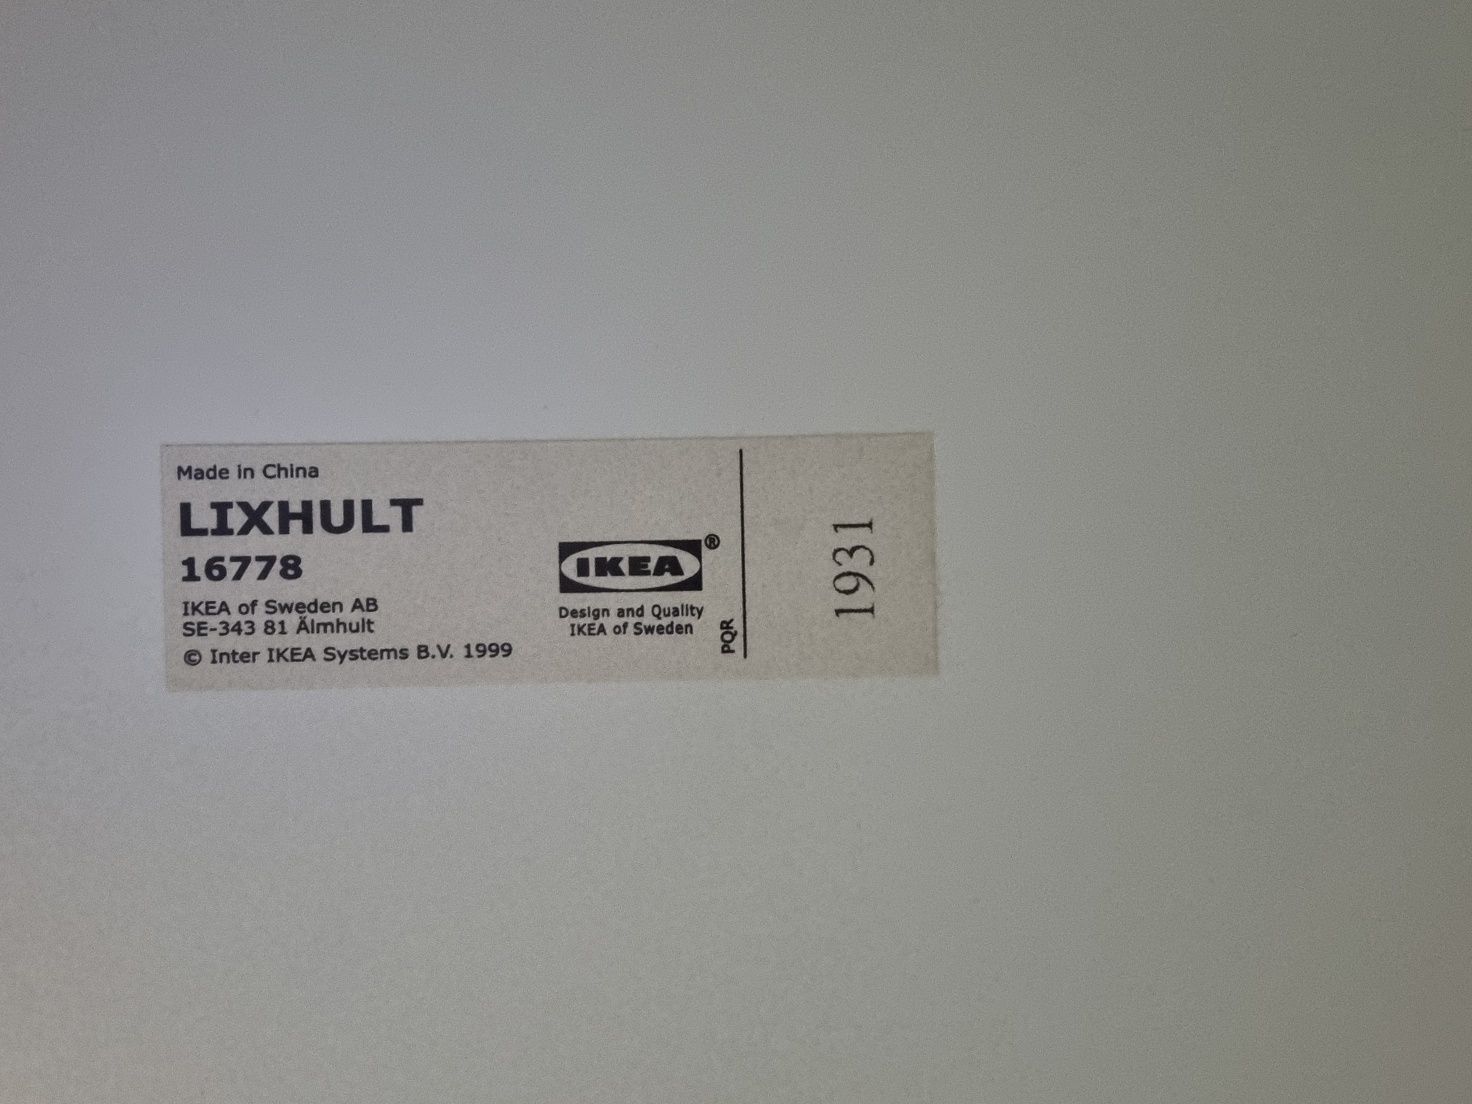 Made in China
LIXHULT
16778
IKEA of Sweden AB
SE-343 81 Älmhult
© Inter IKEA Systems B.V. 1999
IKEA®
Design and Quality
IKEA of Sweden
PQR
1931